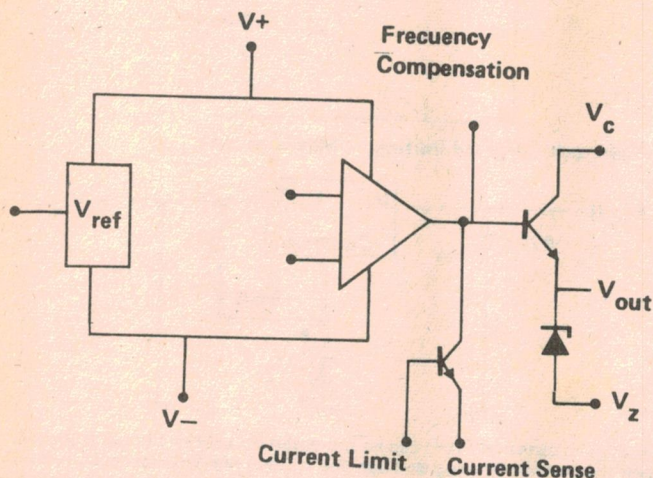 V+
Frecuency
Compensation
Vc
Vref
Vout
V–
Vz
Current Limit
Current Sense